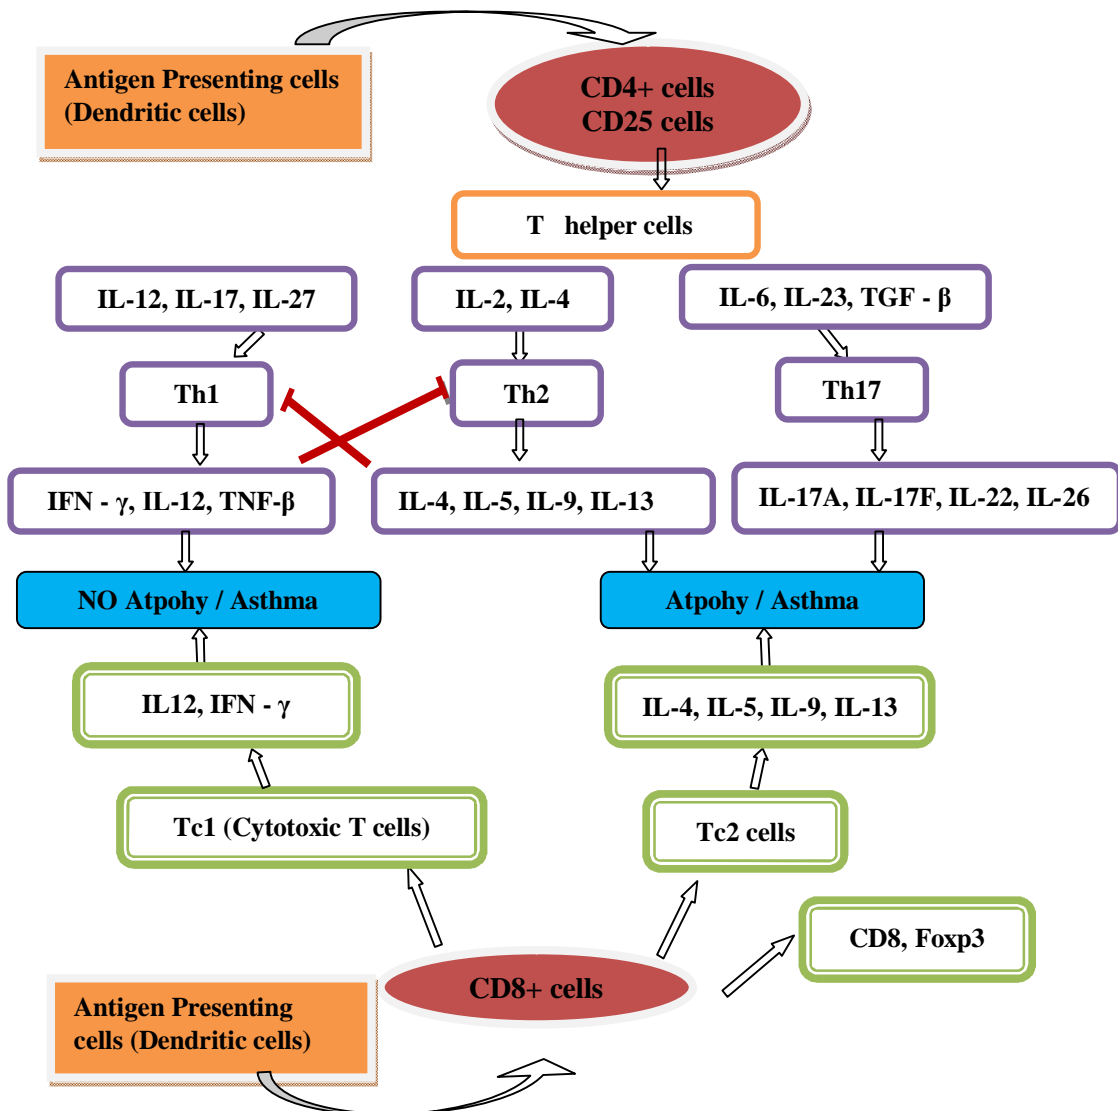 Antigen Presenting cells
(Dendritic cells)
CD4+ cells
CD25 cells
T helper cells
IL-12, IL-17, IL-27
IL-2, IL-4
IL-6, IL-23, TGF - β
Th1
Th2
Th17
IFN - γ, IL-12, TNF-β
IL-4, IL-5, IL-9, IL-13
IL-17A, IL-17F, IL-22, IL-26
NO Atpohy / Asthma
Atpohy / Asthma
IL12, IFN - γ
IL-4, IL-5, IL-9, IL-13
Tc1 (Cytotoxic T cells)
Tc2 cells
CD8, Foxp3
CD8+ cells
Antigen Presenting
cells (Dendritic cells)